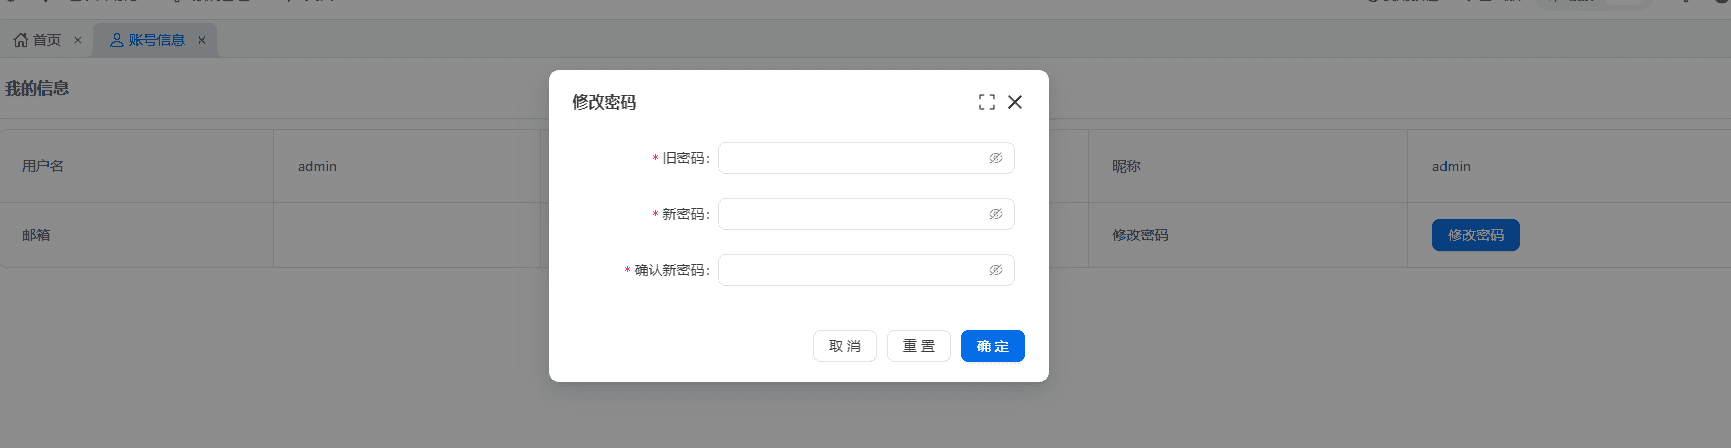 首页 账号信息
我的信息
修改密码
用户名 admin 昵称 admin
* 旧密码:
* 新密码:
邮箱 修改密码 修改密码
* 确认新密码:
取消 重置 确定